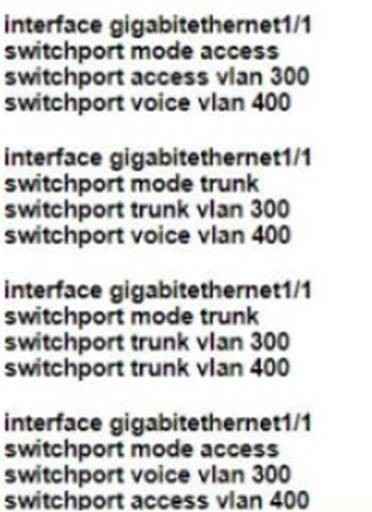 interface gigabitethernet1/1
switchport mode access
switchport access vlan 300
switchport voice vlan 400
interface gigabitethernet1/1
switchport mode trunk
switchport trunk vlan 300
switchport voice vlan 400
interface gigabitethernet1/1
switchport mode trunk
switchport trunk vlan 300
switchport trunk vlan 400
interface gigabitethernet1/1
switchport mode access
switchport voice vlan 300
switchport access vlan 400